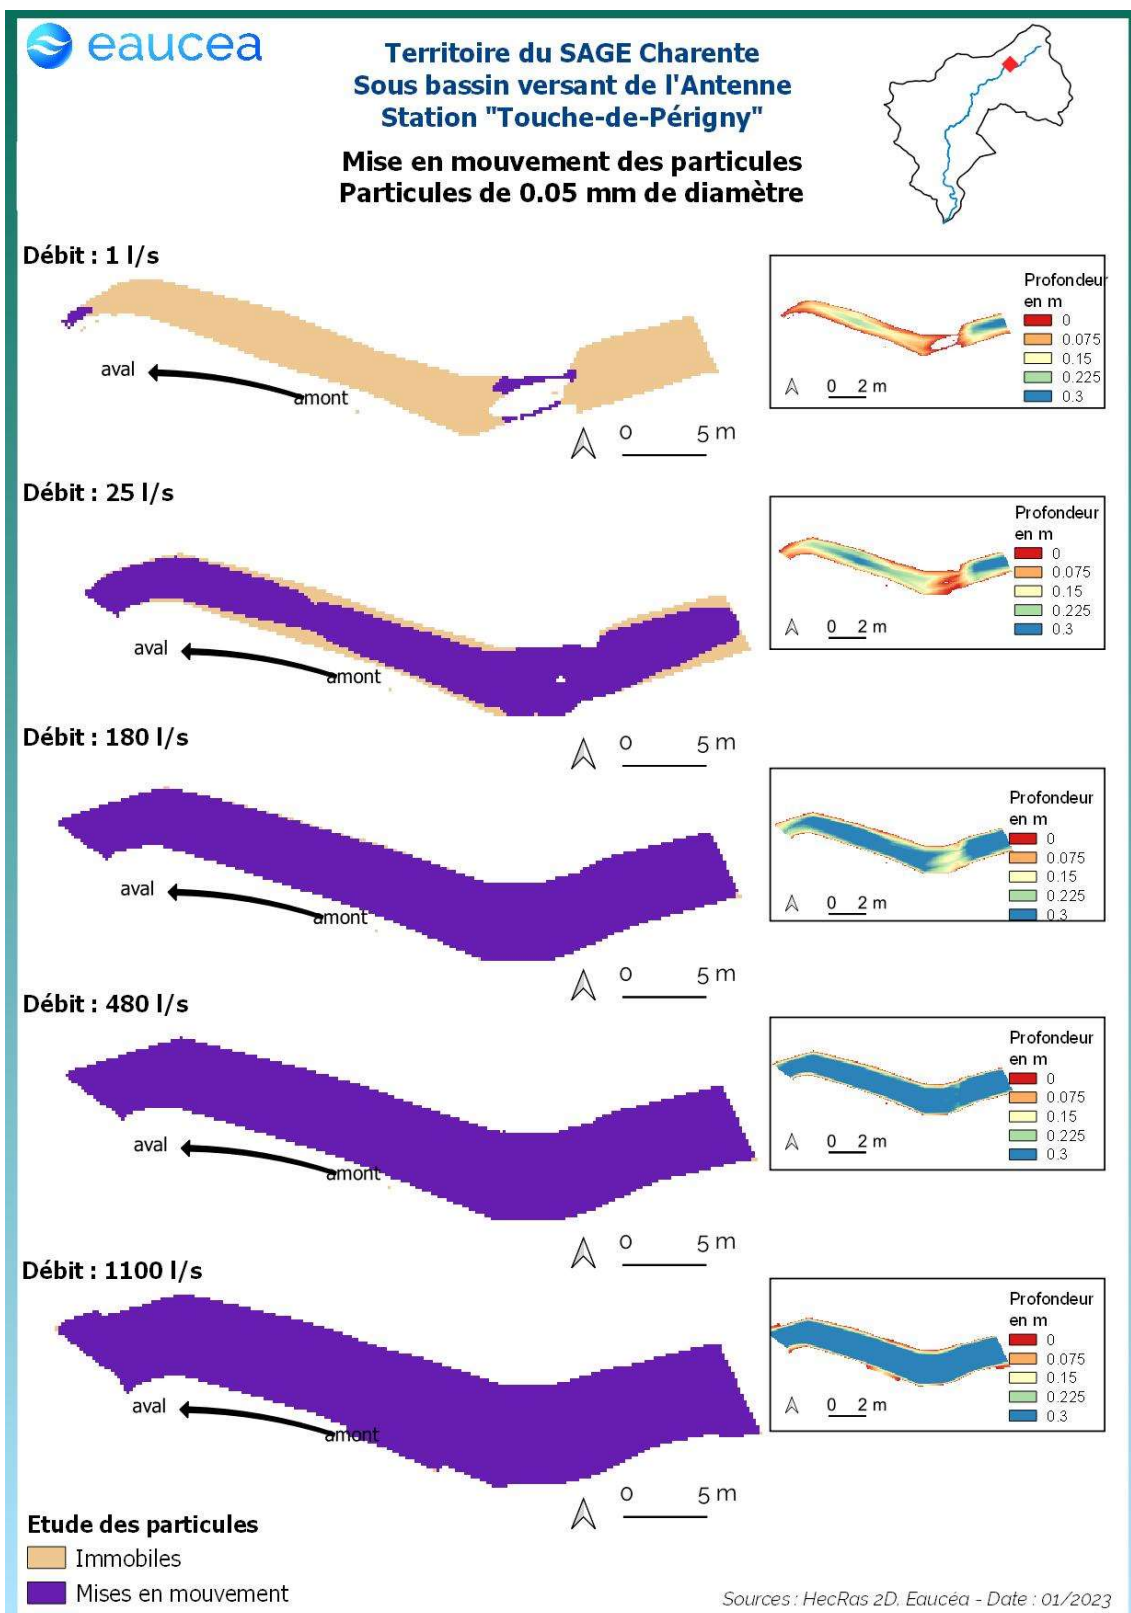 eaucea
Territoire du SAGE Charente
Sous bassin versant de l'Antenne
Station "Touche-de-Périgny"
Mise en mouvement des particules
Particules de 0.05 mm de diamètre
Débit : 1 l/s
aval
amont
0 5 m
Profondeur
en m
0
0.075
0.15
0.225
0.3
0 2 m
Débit : 25 l/s
aval
amont
0 5 m
Profondeur
en m
0
0.075
0.15
0.225
0.3
0 2 m
Débit : 180 l/s
aval
amont
0 5 m
Profondeur
en m
0
0.075
0.15
0.225
0.3
0 2 m
Débit : 480 l/s
aval
amont
0 5 m
Profondeur
en m
0
0.075
0.15
0.225
0.3
0 2 m
Débit : 1100 l/s
aval
amont
0 5 m
Profondeur
en m
0
0.075
0.15
0.225
0.3
0 2 m
Etude des particules
Immobiles
Mises en mouvement
Sources : HecRas 2D. Eaucéa - Date : 01/2023